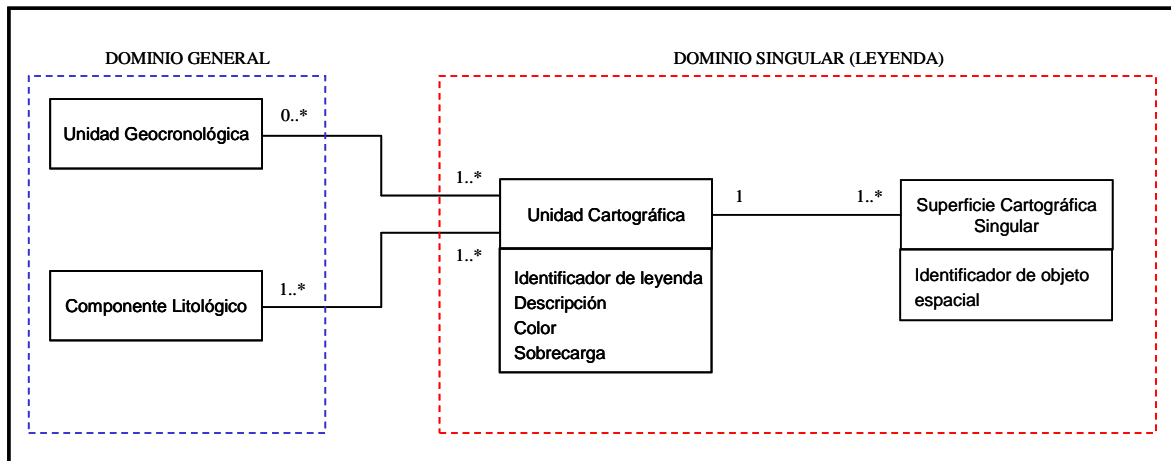 DOMINIO GENERAL
DOMINIO SINGULAR (LEYENDA)
Unidad Geocronológica
0..*
1..*
Unidad Cartográfica
1
1..*
Superficie Cartográfica
Singular
1..*
Componente Litológico
1..*
Identificador de leyenda
Descripción
Color
Sobrecarga
Identificador de objeto
espacial